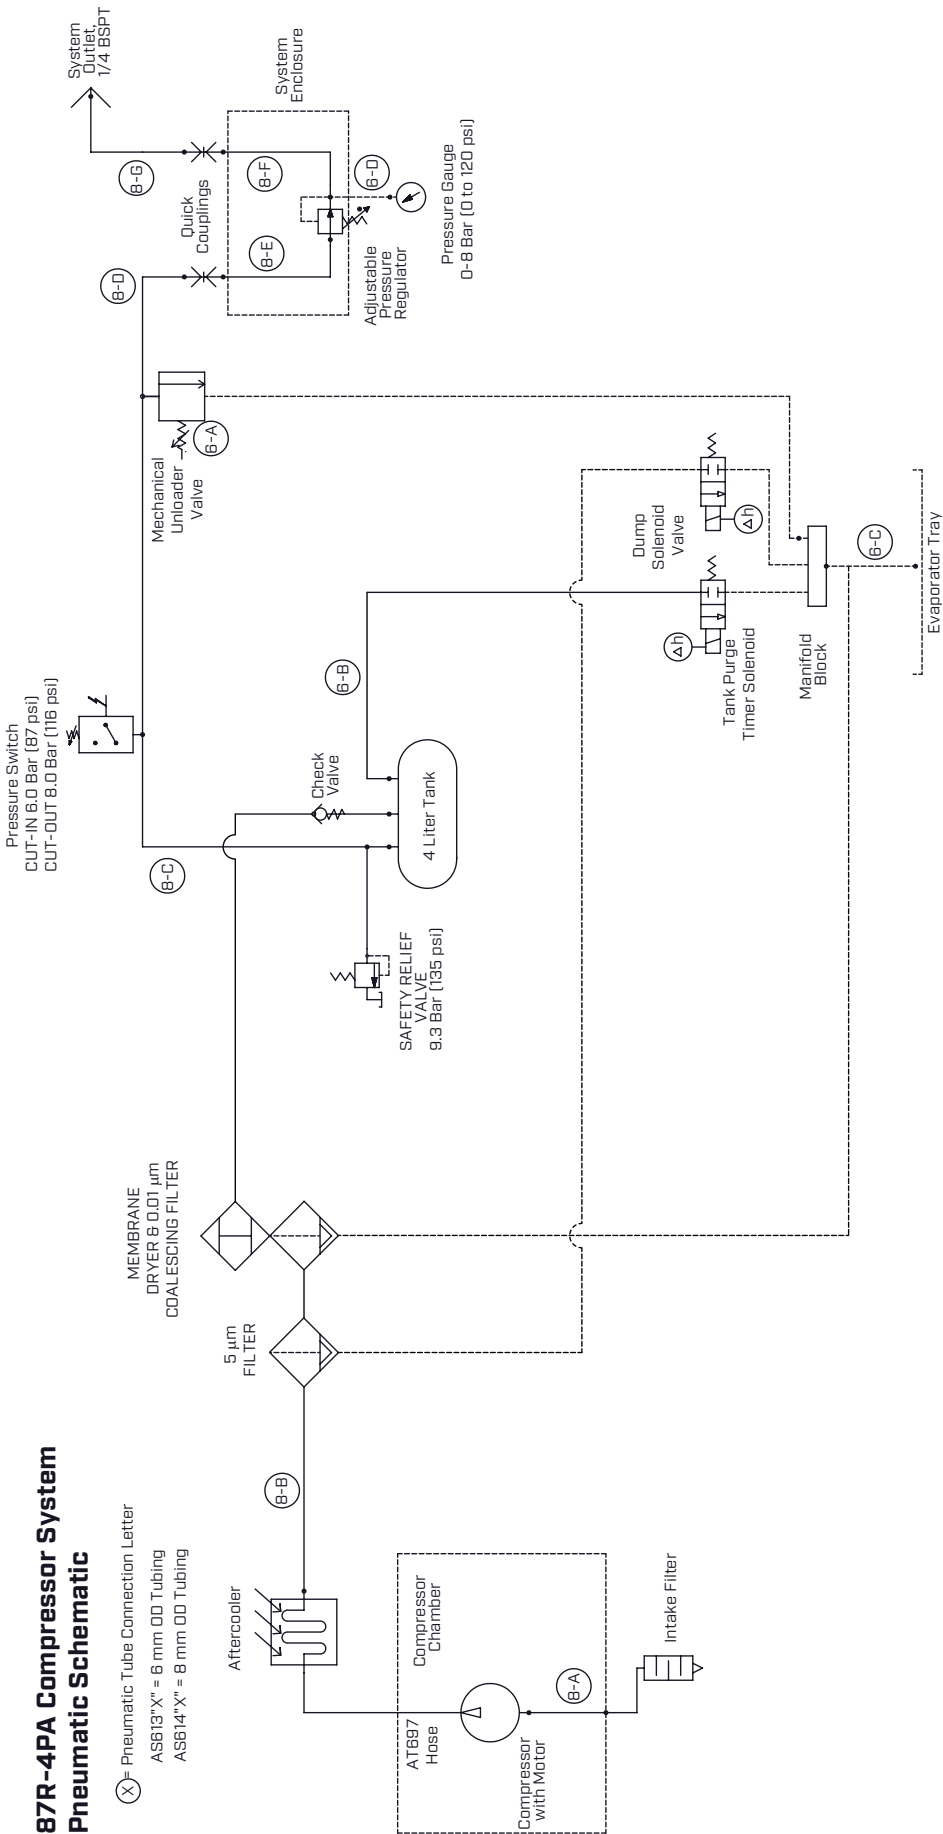 87R-4PA Compressor System
Pneumatic Schematic
X = Pneumatic Tube Connection Letter
AS613"X" = 6 mm OD Tubing
AS614"X" = 8 mm OD Tubing
Aftercooler
8-B
AT697
Hose
Compressor
Chamber
Compressor
with Motor
8-A
Intake Filter
5 µm
FILTER
MEMBRANE
DRYER & 0.01 µm
COALESCING FILTER
Pressure Switch
CUT-IN 6.0 Bar (87 psi)
CUT-OUT 8.0 Bar (116 psi)
8-C
Check
Valve
4 Liter Tank
SAFETY RELIEF
VALVE
9.3 Bar (135 psi)
6-B
Mechanical
Unloader
Valve
6-A
8-D
Quick
Couplings
8-G
System
Outlet,
1/4 BSPT
System
Enclosure
8-E
8-F
6-D
Adjustable
Pressure
Regulator
Pressure Gauge
0-8 Bar (0 to 120 psi)
Dump
Solenoid
Valve
Δh
Δh
Tank Purge
Timer Solenoid
Manifold
Block
6-C
Evaporator Tray